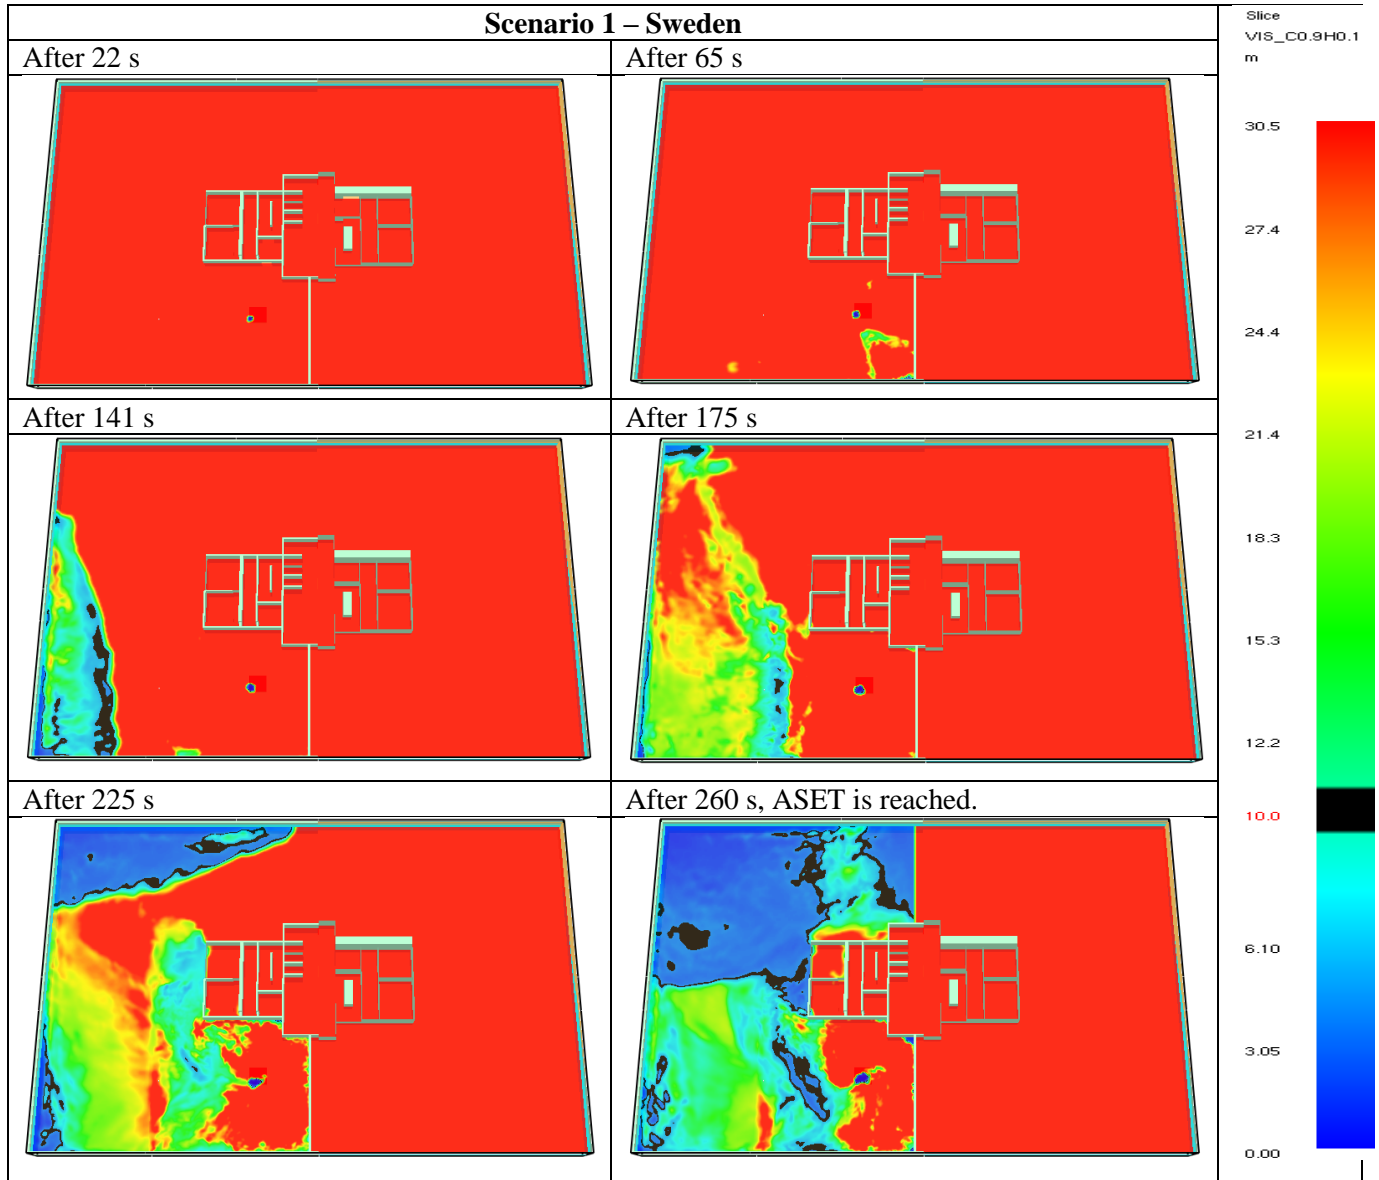 Scenario 1 – Sweden
After 22 s
After 65 s
After 141 s
After 175 s
After 225 s
After 260 s, ASET is reached.
Slice
VIS_C0.9H0.1
m
30.5
27.4
24.4
21.4
18.3
15.3
12.2
10.0
6.10
3.05
0.00